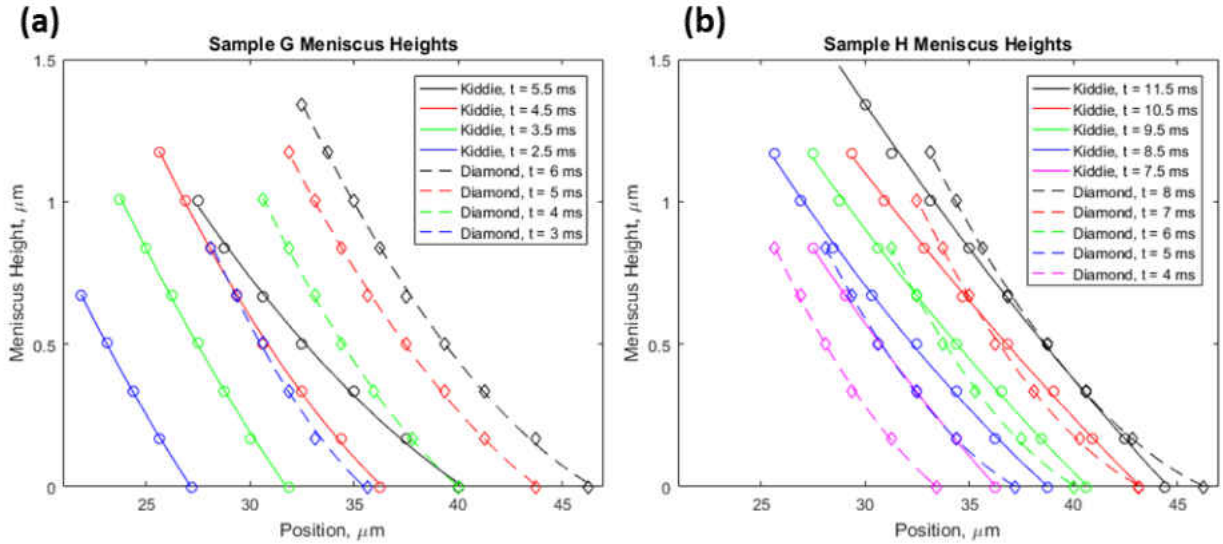 (a)
Sample G Meniscus Heights
1.5
1
0.5
0
Meniscus Height, μm
25 30 35 40 45
Position, μm
Kiddie, t = 5.5 ms
Kiddie, t = 4.5 ms
Kiddie, t = 3.5 ms
Kiddie, t = 2.5 ms
Diamond, t = 6 ms
Diamond, t = 5 ms
Diamond, t = 4 ms
Diamond, t = 3 ms
(b)
Sample H Meniscus Heights
1.5
1
0.5
0
Meniscus Height, μm
25 30 35 40 45
Position, μm
Kiddie, t = 11.5 ms
Kiddie, t = 10.5 ms
Kiddie, t = 9.5 ms
Kiddie, t = 8.5 ms
Kiddie, t = 7.5 ms
Diamond, t = 8 ms
Diamond, t = 7 ms
Diamond, t = 6 ms
Diamond, t = 5 ms
Diamond, t = 4 ms